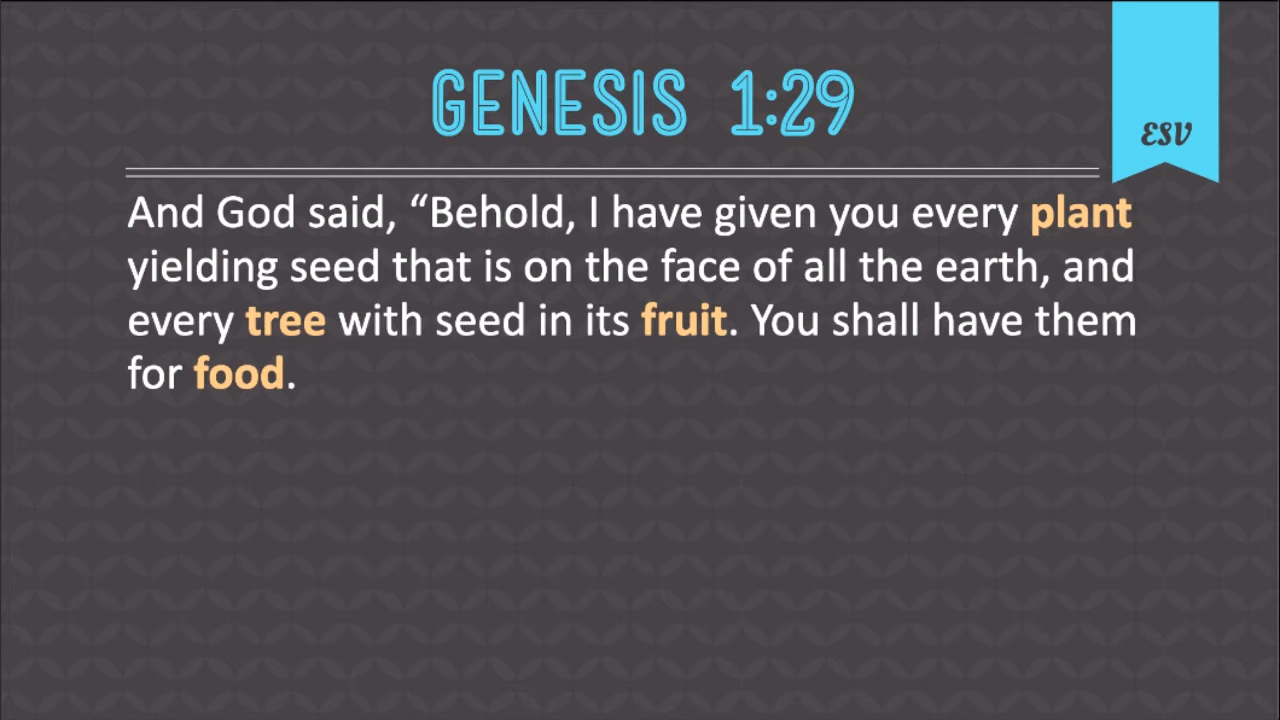 GENESIS 1:29
ESV
And God said, “Behold, I have given you every plant
yielding seed that is on the face of all the earth, and
every tree with seed in its fruit. You shall have them
for food.